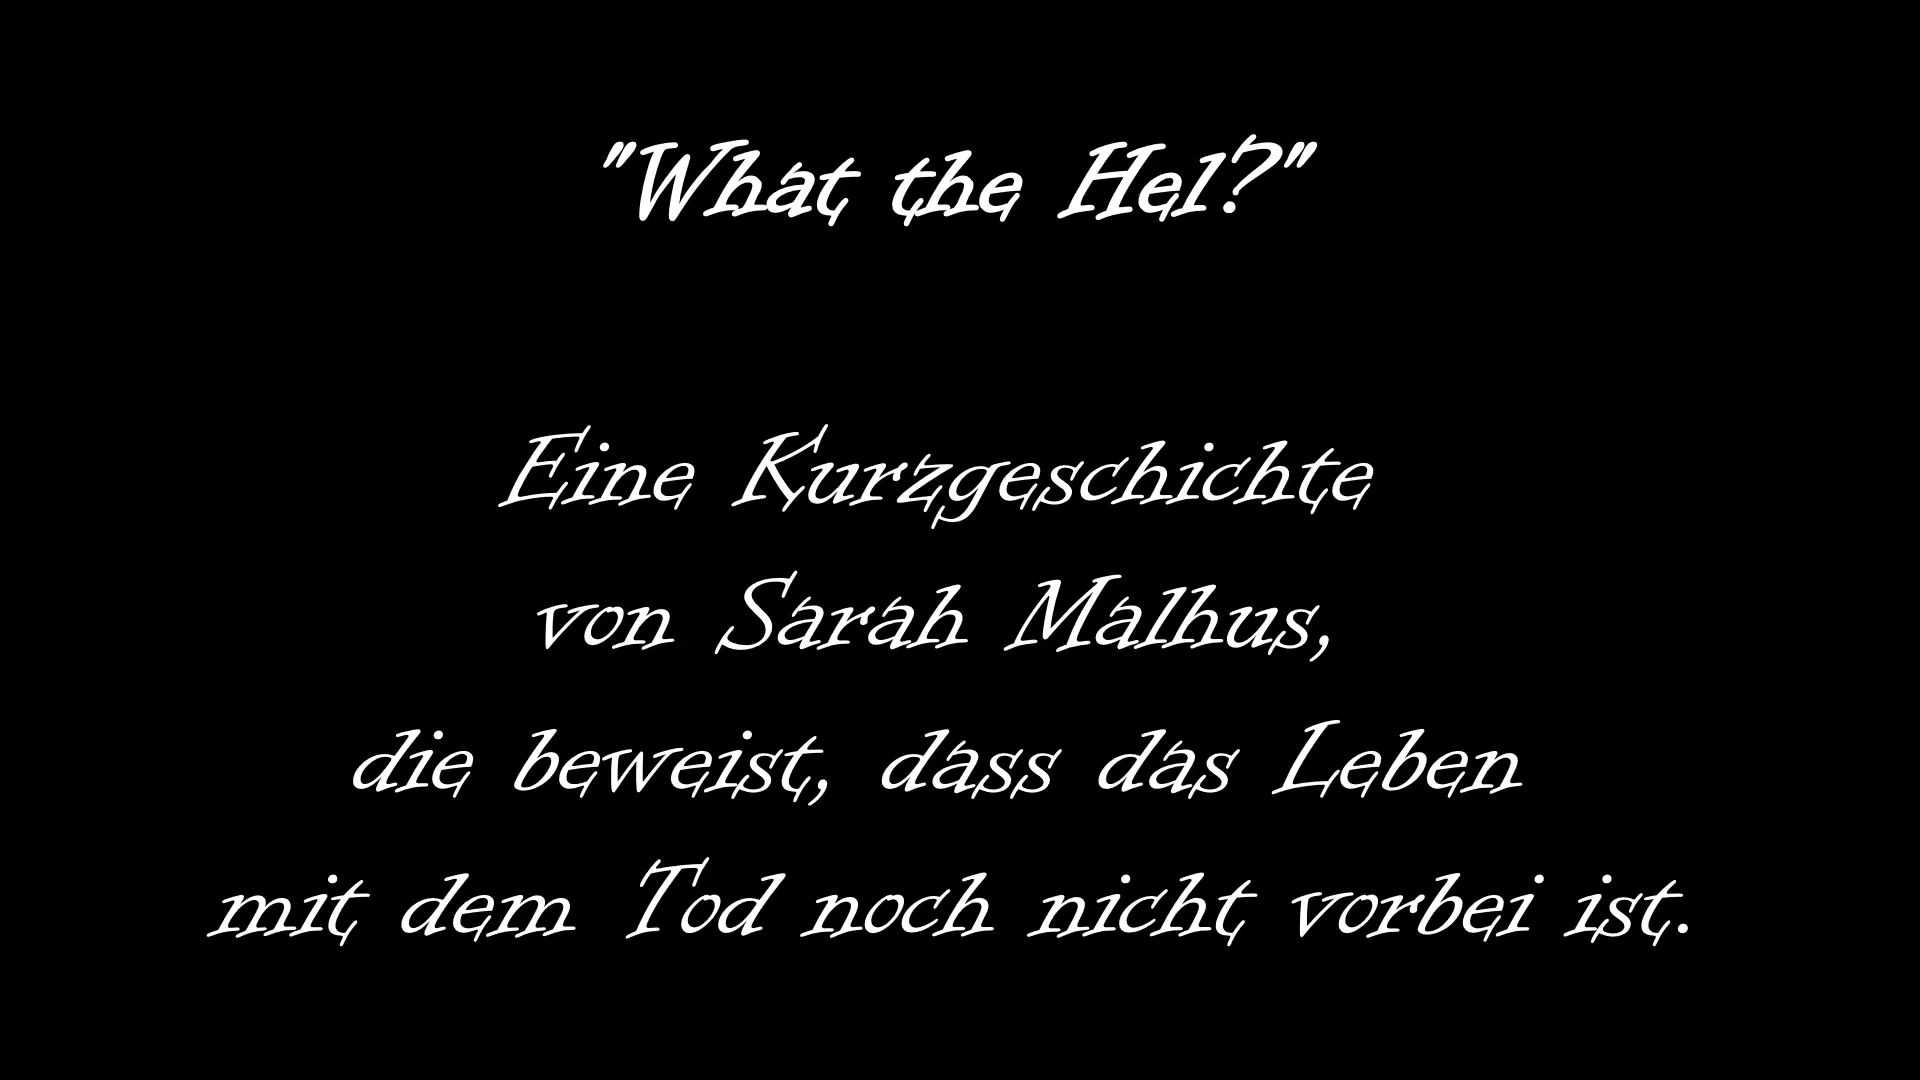 "What the Hel?"
Eine Kurzgeschichte
von Sarah Malhus,
die beweist, dass das Leben
mit dem Tod noch nicht vorbei ist.